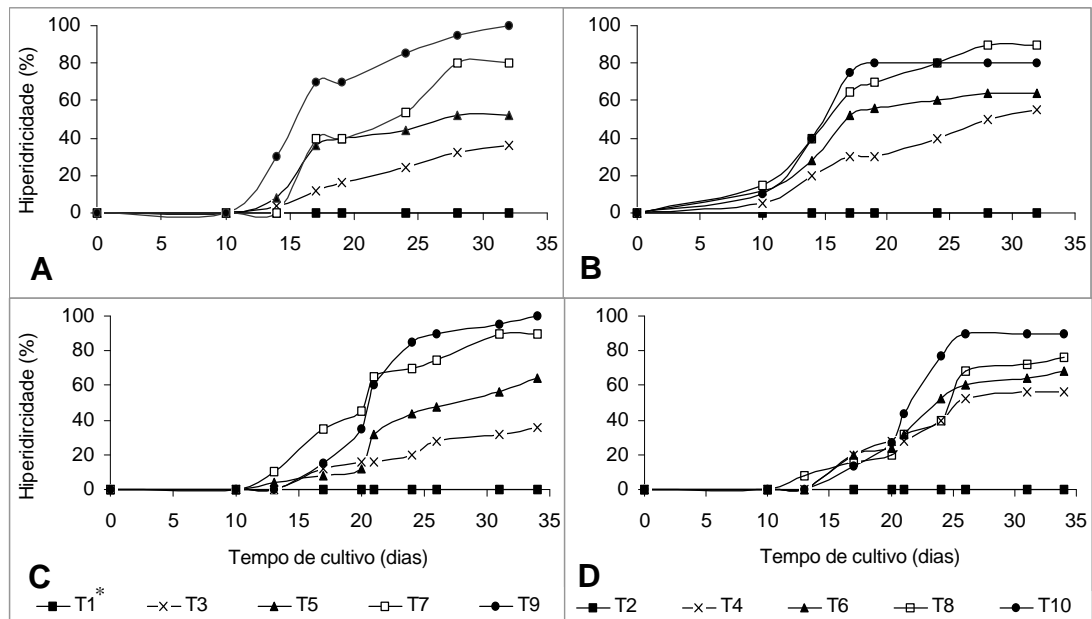 Hiperidricidade (%)
100
80
60
40
20
0
0 5 10 15 20 25 30 35
A
100
80
60
40
20
0
0 5 10 15 20 25 30 35
B
Hiperidircidade (%)
100
80
60
40
20
0
0 5 10 15 20 25 30 35
Tempo de cultivo (dias)
C
100
80
60
40
20
0
0 5 10 15 20 25 30 35
Tempo de cultivo (dias)
D
T1* T3 T5 T7 T9
T2 T4 T6 T8 T10